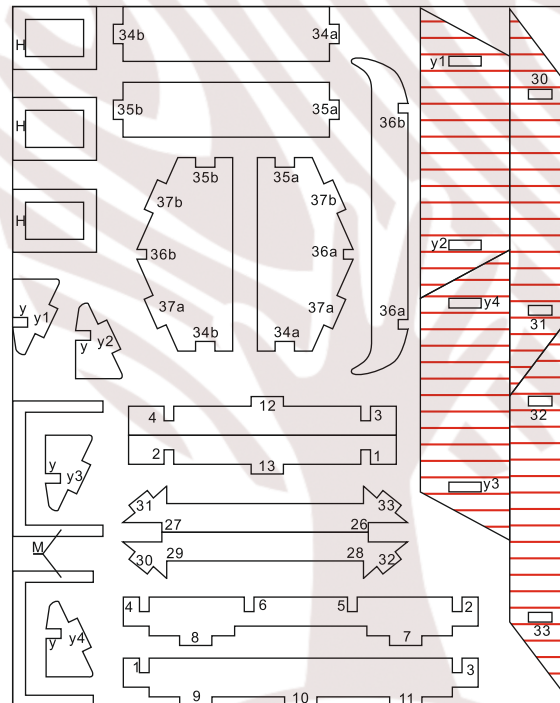 H
34b 34a
y1
30
35b 35a
36b
H
35b 35a
37b 37b
H
y2
36b 36a
y4
37a 37a
36a
31
y y1
y y2
34b 34a
32
12
4 3
2 1
13
y y3
y3
31 33
27 26
M
29 28
30 32
4 6 5 2
33
y y4
8 7
1 3
9 10 11